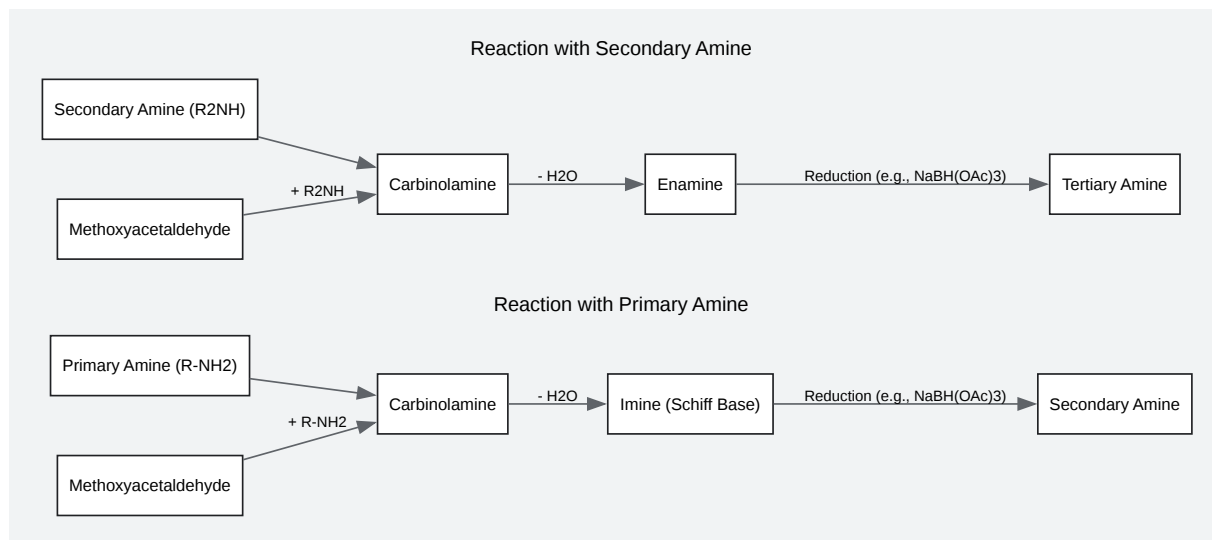 Reaction with Secondary Amine
Secondary Amine (R2NH)
Methoxyacetaldehyde
+ R2NH
Carbinolamine
- H2O
Enamine
Reduction (e.g., NaBH(OAc)3)
Tertiary Amine
Reaction with Primary Amine
Primary Amine (R-NH2)
Methoxyacetaldehyde
+ R-NH2
Carbinolamine
- H2O
Imine (Schiff Base)
Reduction (e.g., NaBH(OAc)3)
Secondary Amine